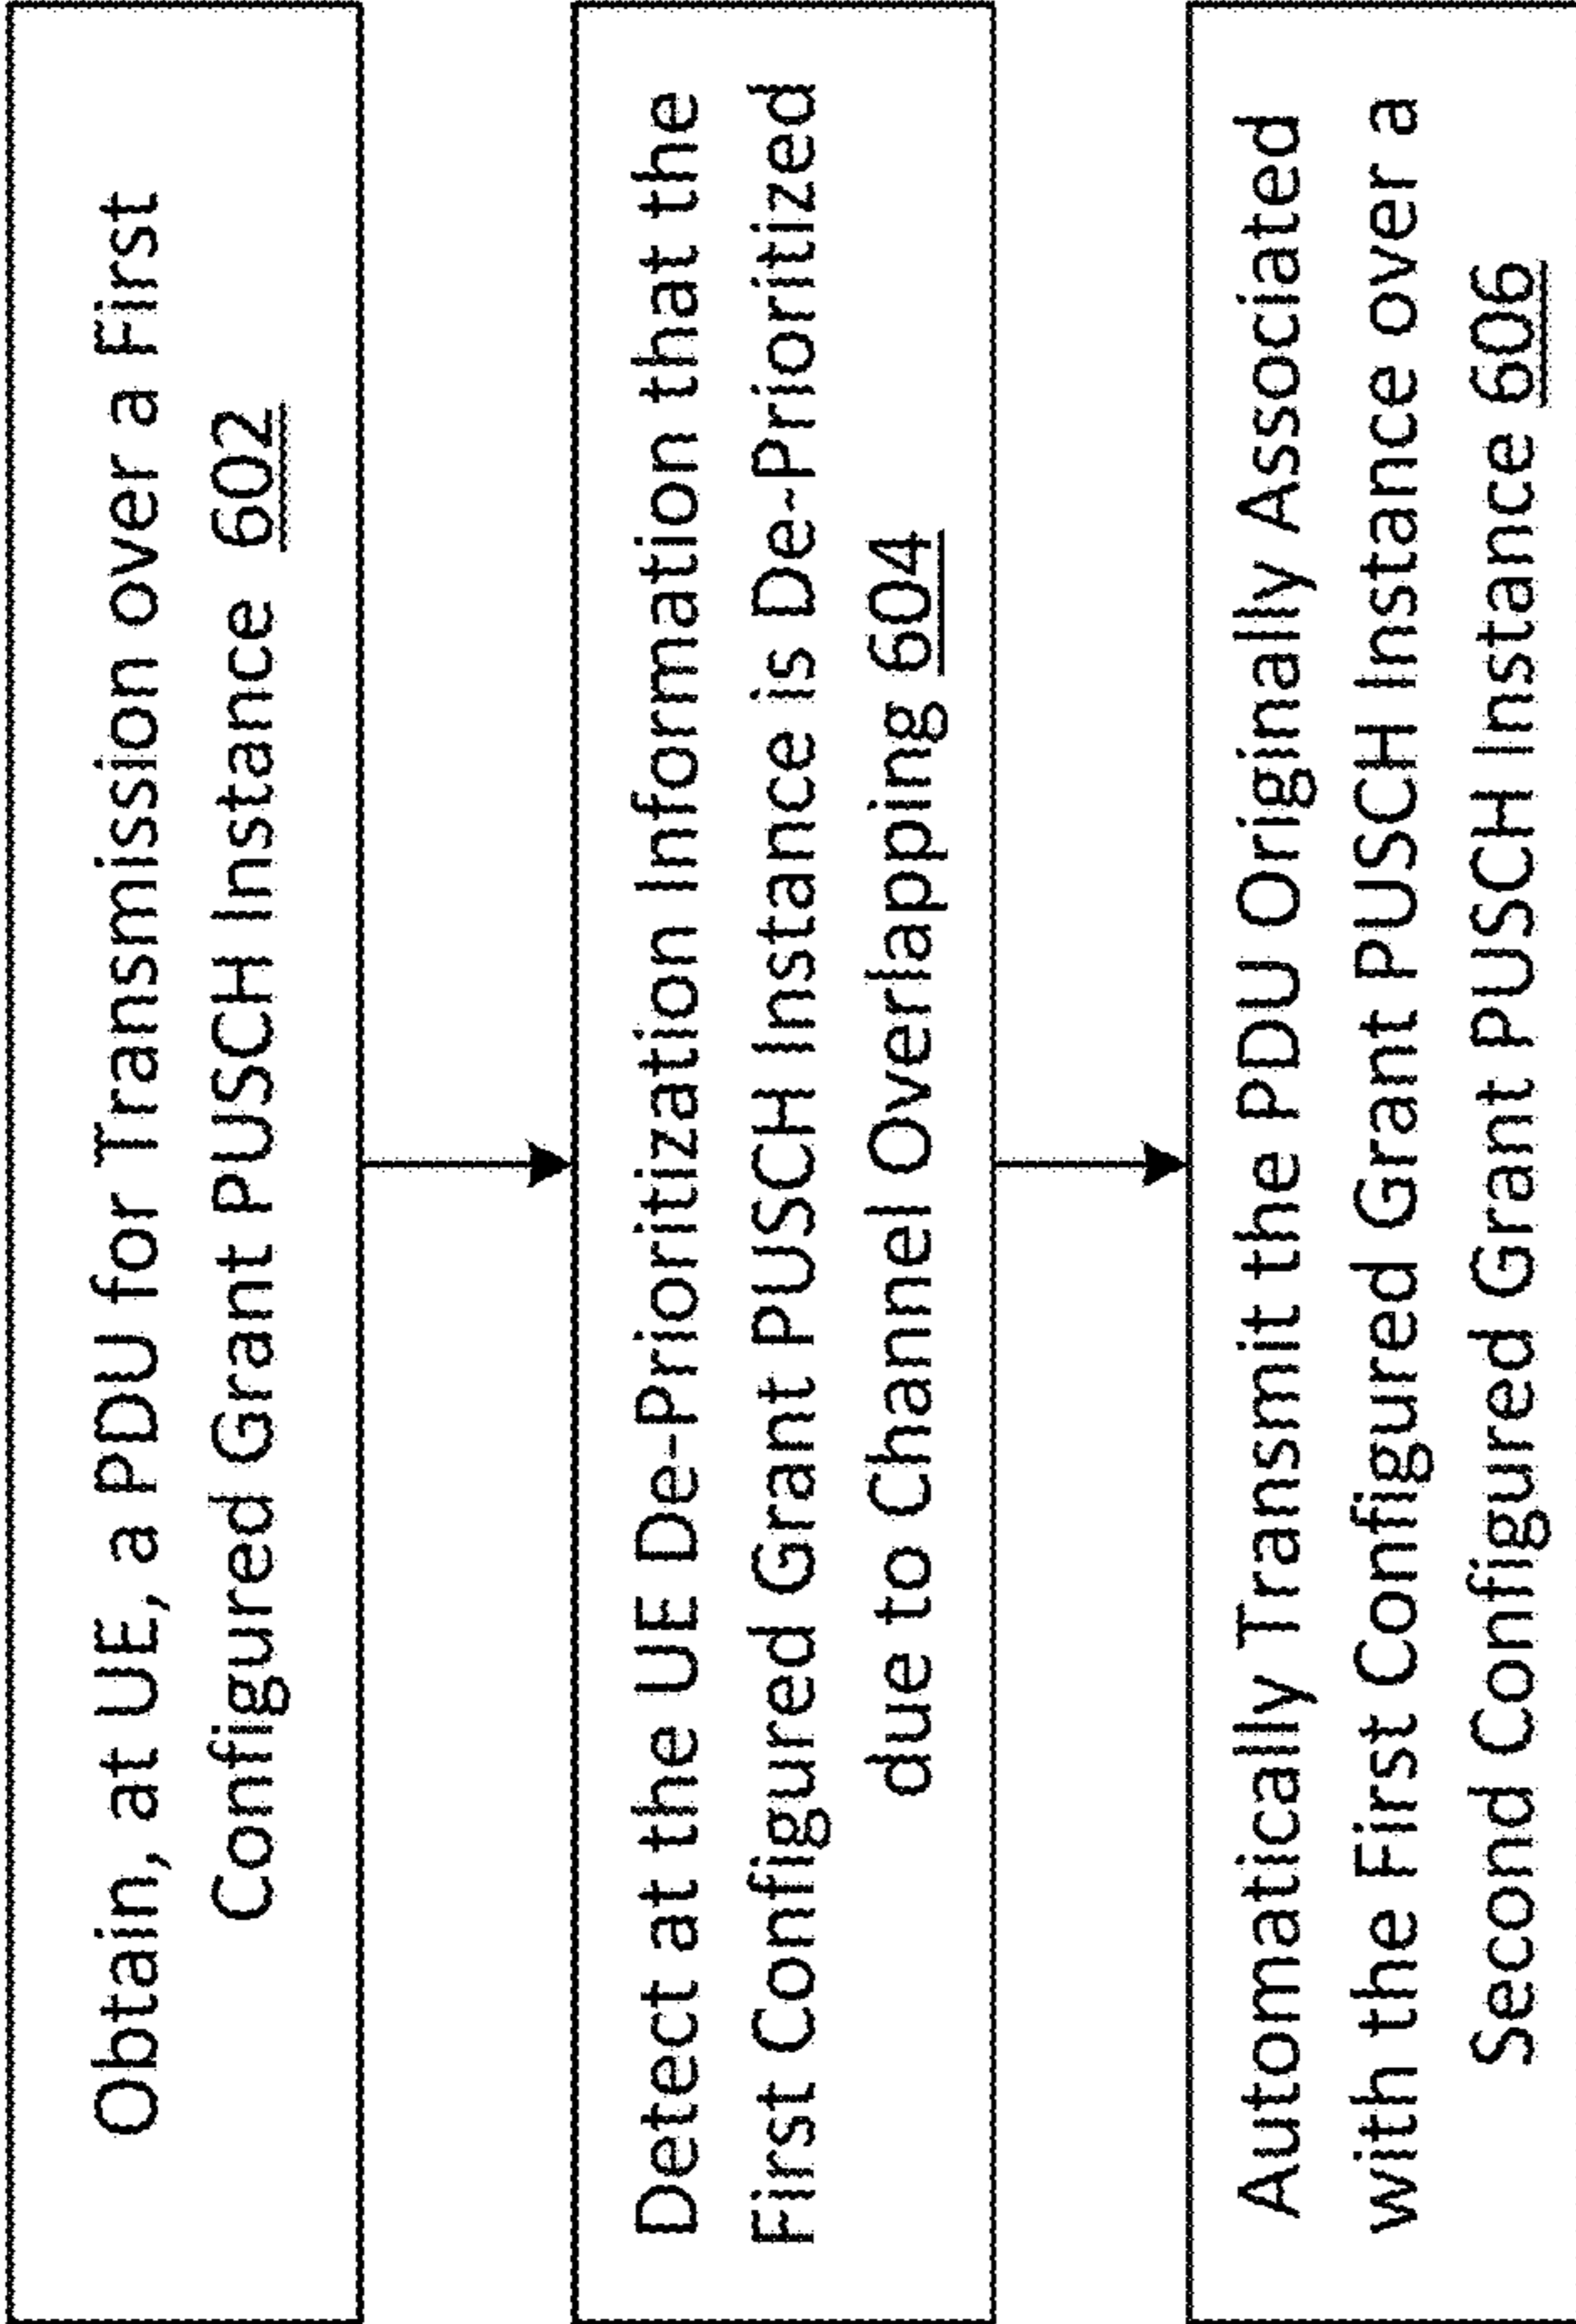 Obtain, at UE, a PDU for Transmission over a First
Configured Grant PUSCH Instance 602
Detect at the UE De-Prioritization Information that the
First Configured Grant PUSCH Instance is De-Prioritized
due to Channel Overlapping 604
Automatically Transmit the PDU Originally Associated
with the First Configured Grant PUSCH Instance over a
Second Configured Grant PUSCH Instance 606